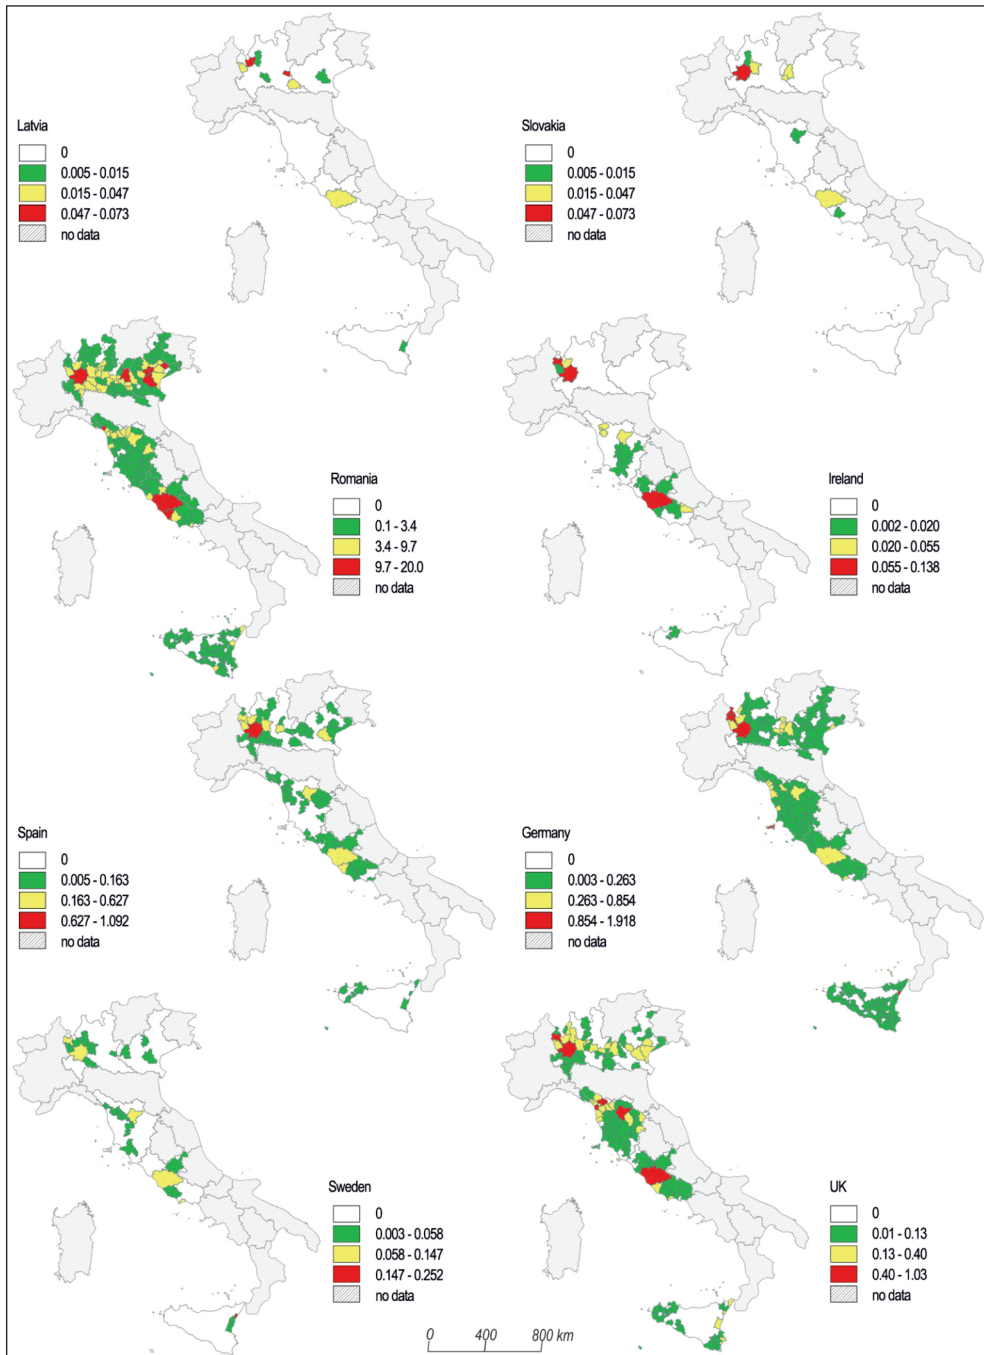 Latvia
0
0.005 - 0.015
0.015 - 0.047
0.047 - 0.073
no data
Slovakia
0
0.005 - 0.015
0.015 - 0.047
0.047 - 0.073
no data
Romania
0
0.1 - 3.4
3.4 - 9.7
9.7 - 20.0
no data
Ireland
0
0.002 - 0.020
0.020 - 0.055
0.055 - 0.138
no data
Spain
0
0.005 - 0.163
0.163 - 0.627
0.627 - 1.092
no data
Germany
0
0.003 - 0.263
0.263 - 0.854
0.854 - 1.918
no data
Sweden
0
0.003 - 0.058
0.058 - 0.147
0.147 - 0.252
no data
UK
0
0.01 - 0.13
0.13 - 0.40
0.40 - 1.03
no data
0 400 800 km